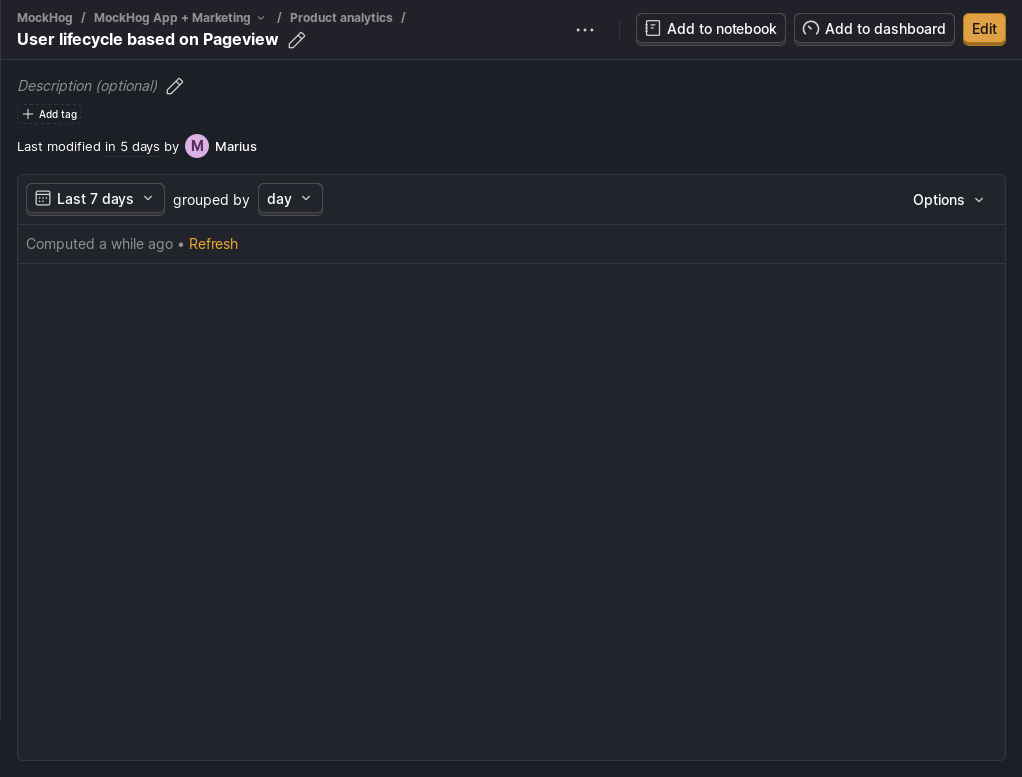 MockHog / MockHog App + Marketing / Product analytics /
User lifecycle based on Pageview
Add to notebook
Add to dashboard
Edit
Description (optional)
Add tag
Last modified in 5 days by M Marius
Last 7 days grouped by day
Options
Computed a while ago • Refresh